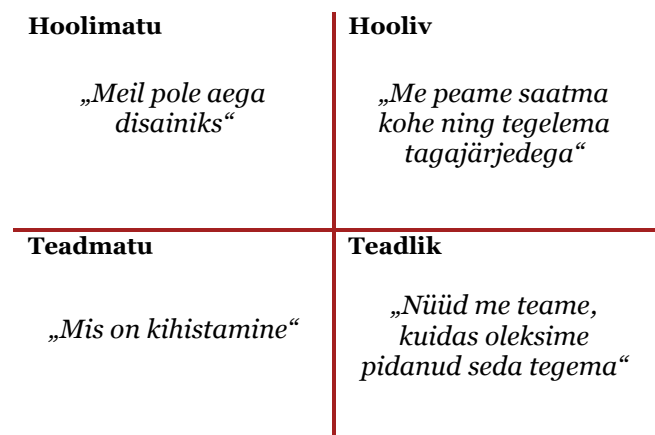 Hoolimatu
„Meil pole aega
disainiks“
Hooliv
„Me peame saatma
kohe ning tegelema
tagajärjedega“
Teadmatu
„Mis on kihistamine“
Teadlik
„Nüüd me teame,
kuidas oleksime
pidanud seda tegema“